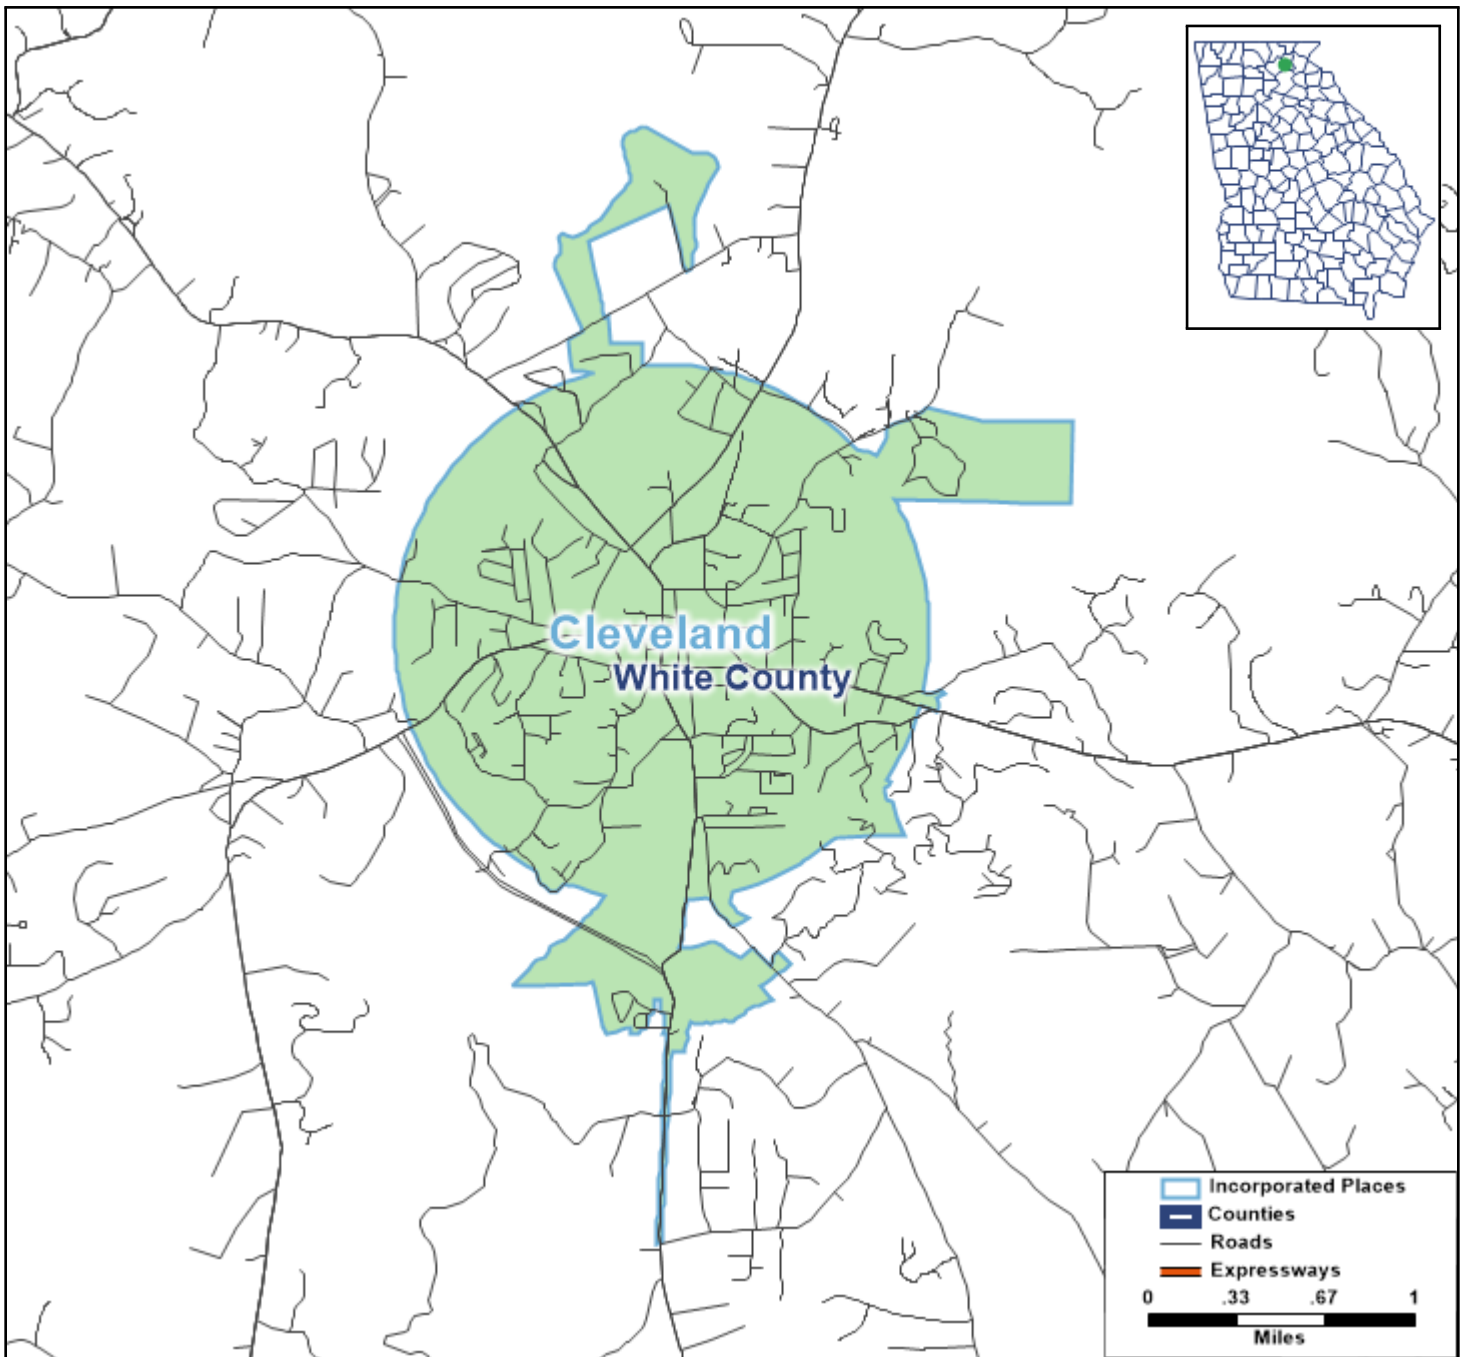 Cleveland
White County
Incorporated Places
Counties
Roads
Expressways
0 .33 .67 1
Miles